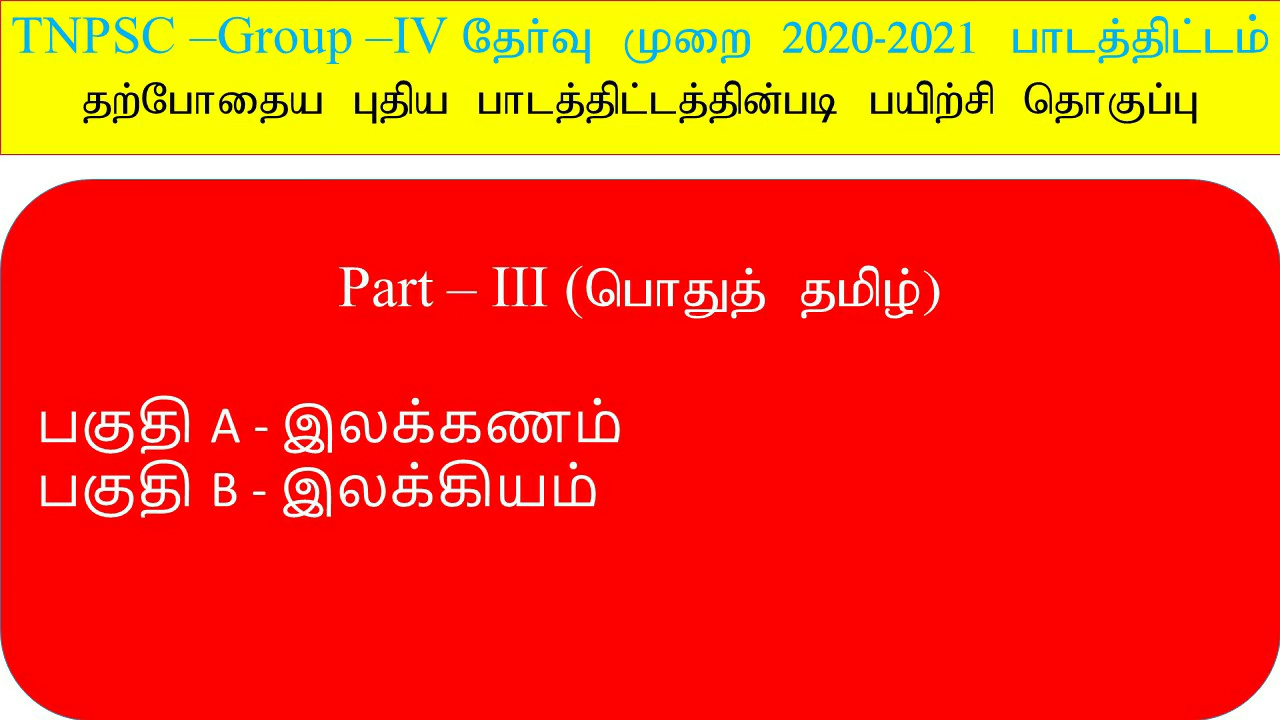 TNPSC –Group –IV தேர்வு முறை 2020-2021 பாடத்திட்டம்
தற்போதைய புதிய பாடத்திட்டத்தின்படி பயிற்சி தொகுப்பு
Part – III (பொதுத் தமிழ்)
பகுதி A - இலக்கணம்
பகுதி B - இலக்கியம்